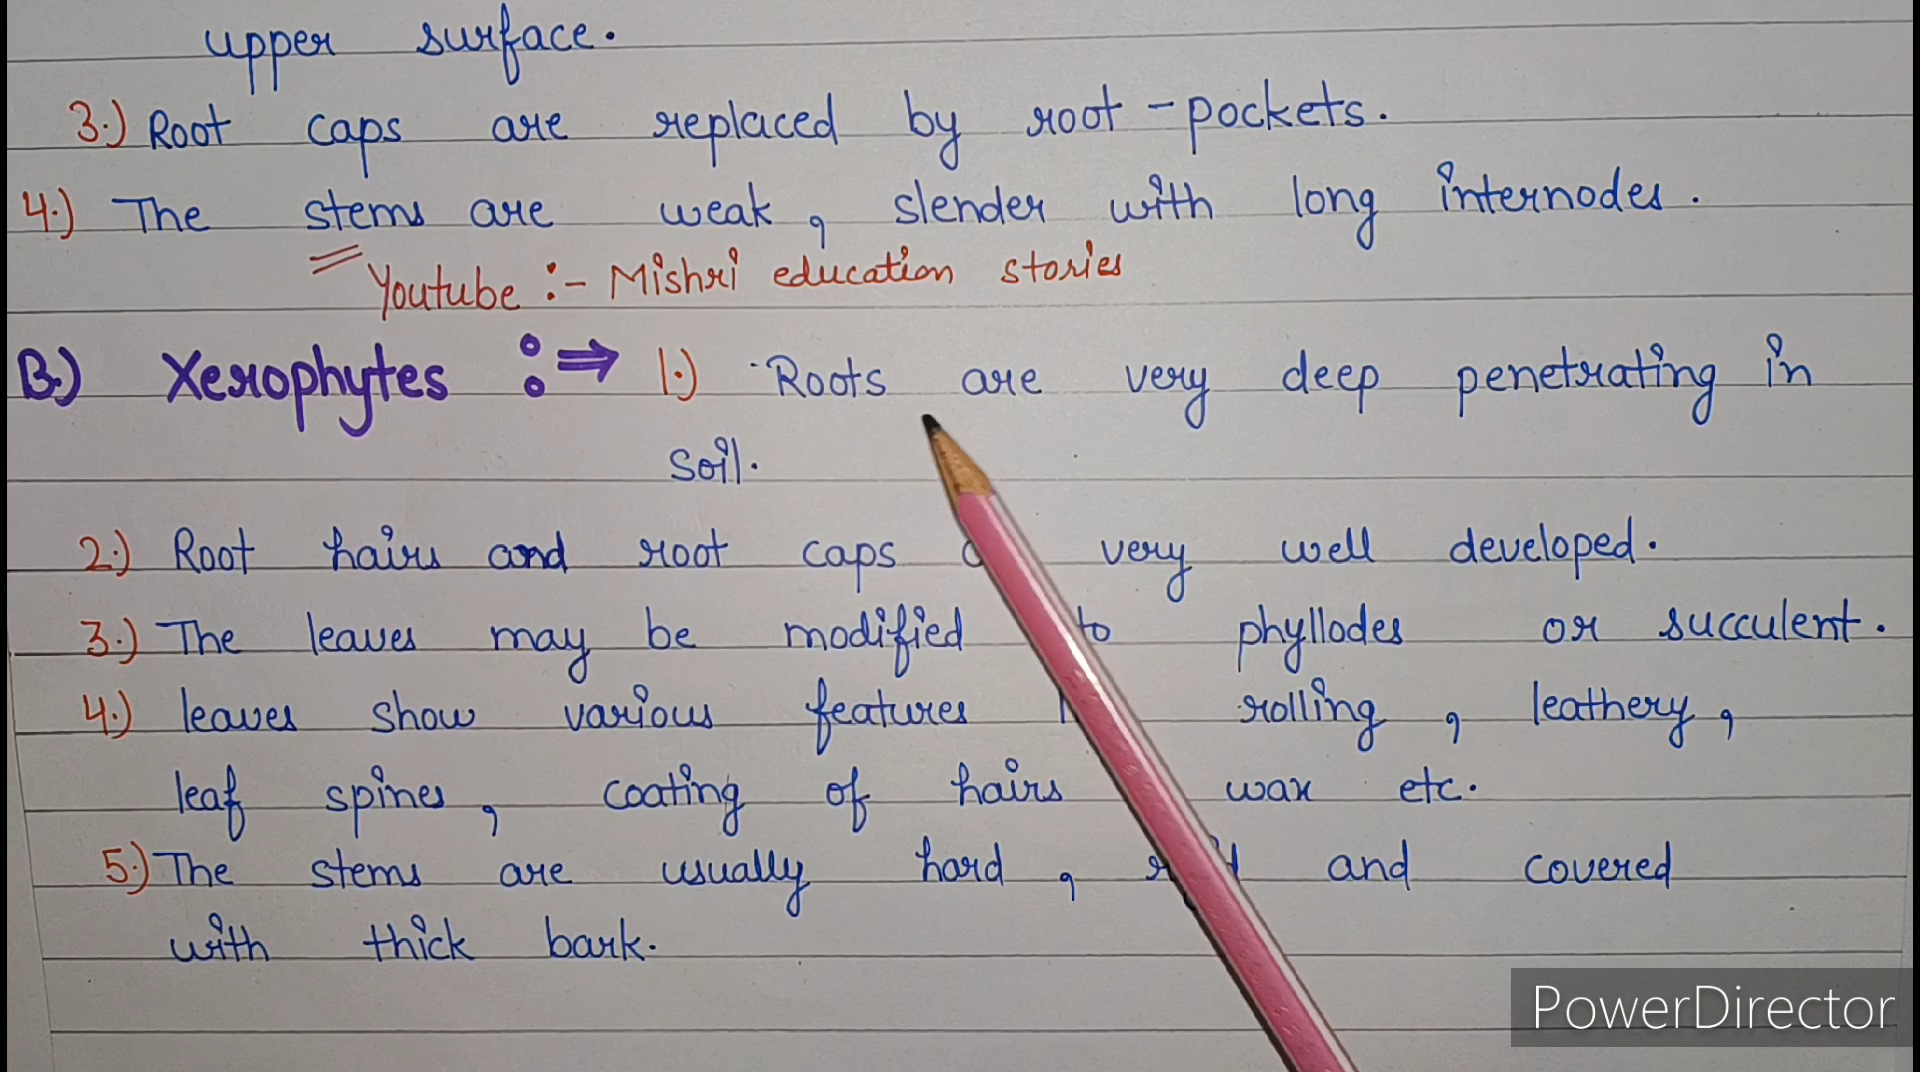 upper surface.
3.) Root caps are replaced by root-pockets.
4.) The stems are weak, slender with long internodes.
Youtube :- Mishri education stories
B.) Xerophytes :⇒ 1.) Roots are very deep penetrating in
soil.
2.) Root hairs and root caps very well developed.
3.) The leaves may be modified to phyllodes or succulent.
4.) leaves show various features rolling, leathery,
leaf spines, coating of hairs wax etc.
5.) The stems are usually hard, and covered
with thick bark.
PowerDirector